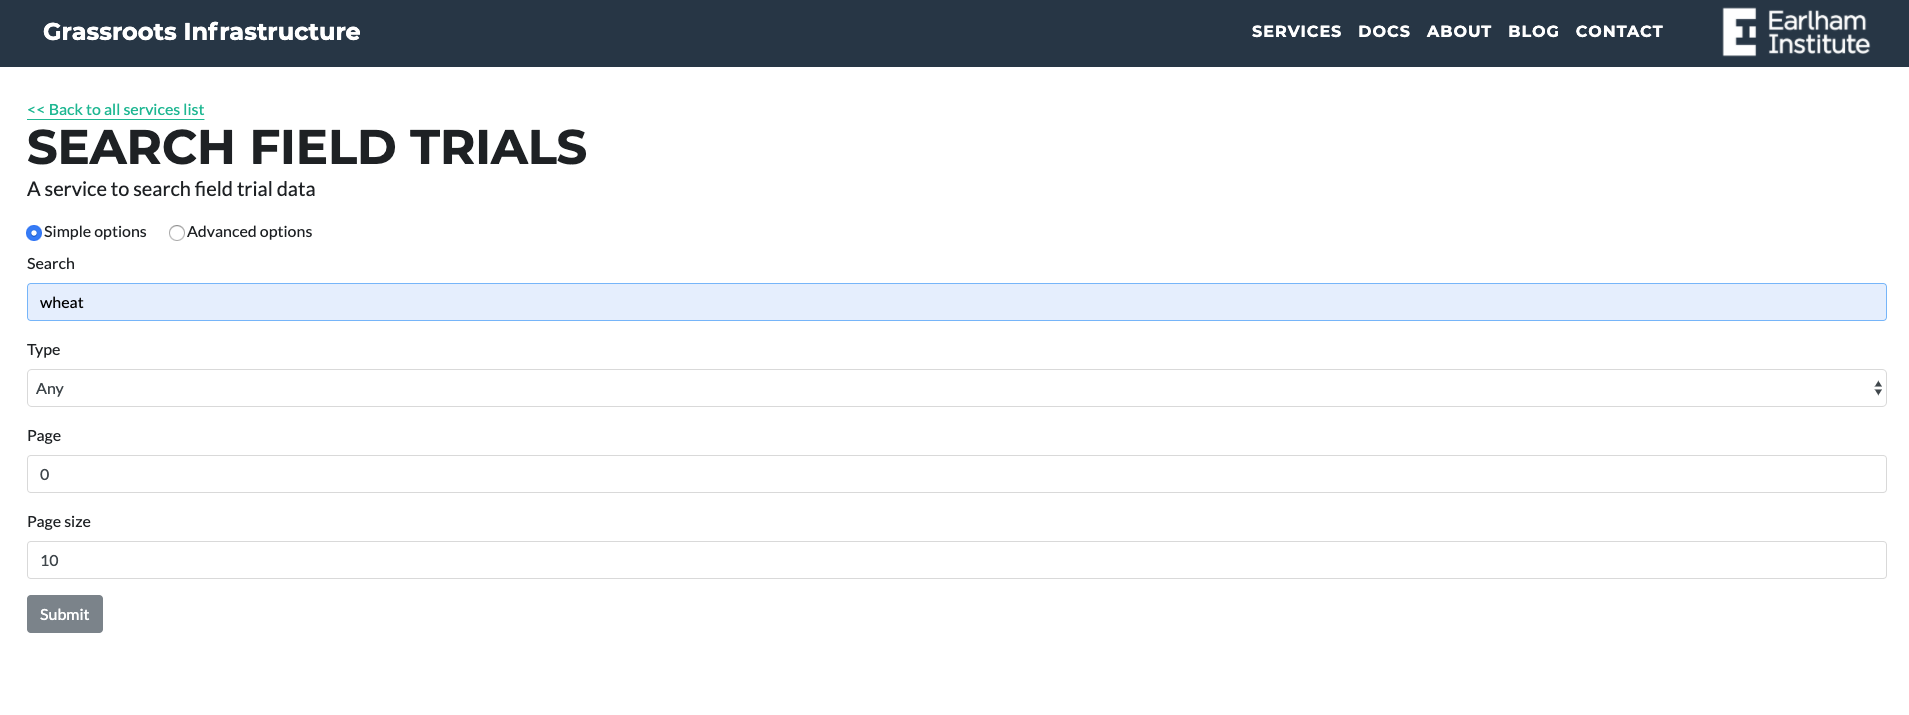 Grassroots Infrastructure
SERVICES DOCS ABOUT BLOG CONTACT
Earlham
Institute
<< Back to all services list
SEARCH FIELD TRIALS
A service to search field trial data
Simple options Advanced options
Search
wheat
Type
Any
Page
0
Page size
10
Submit